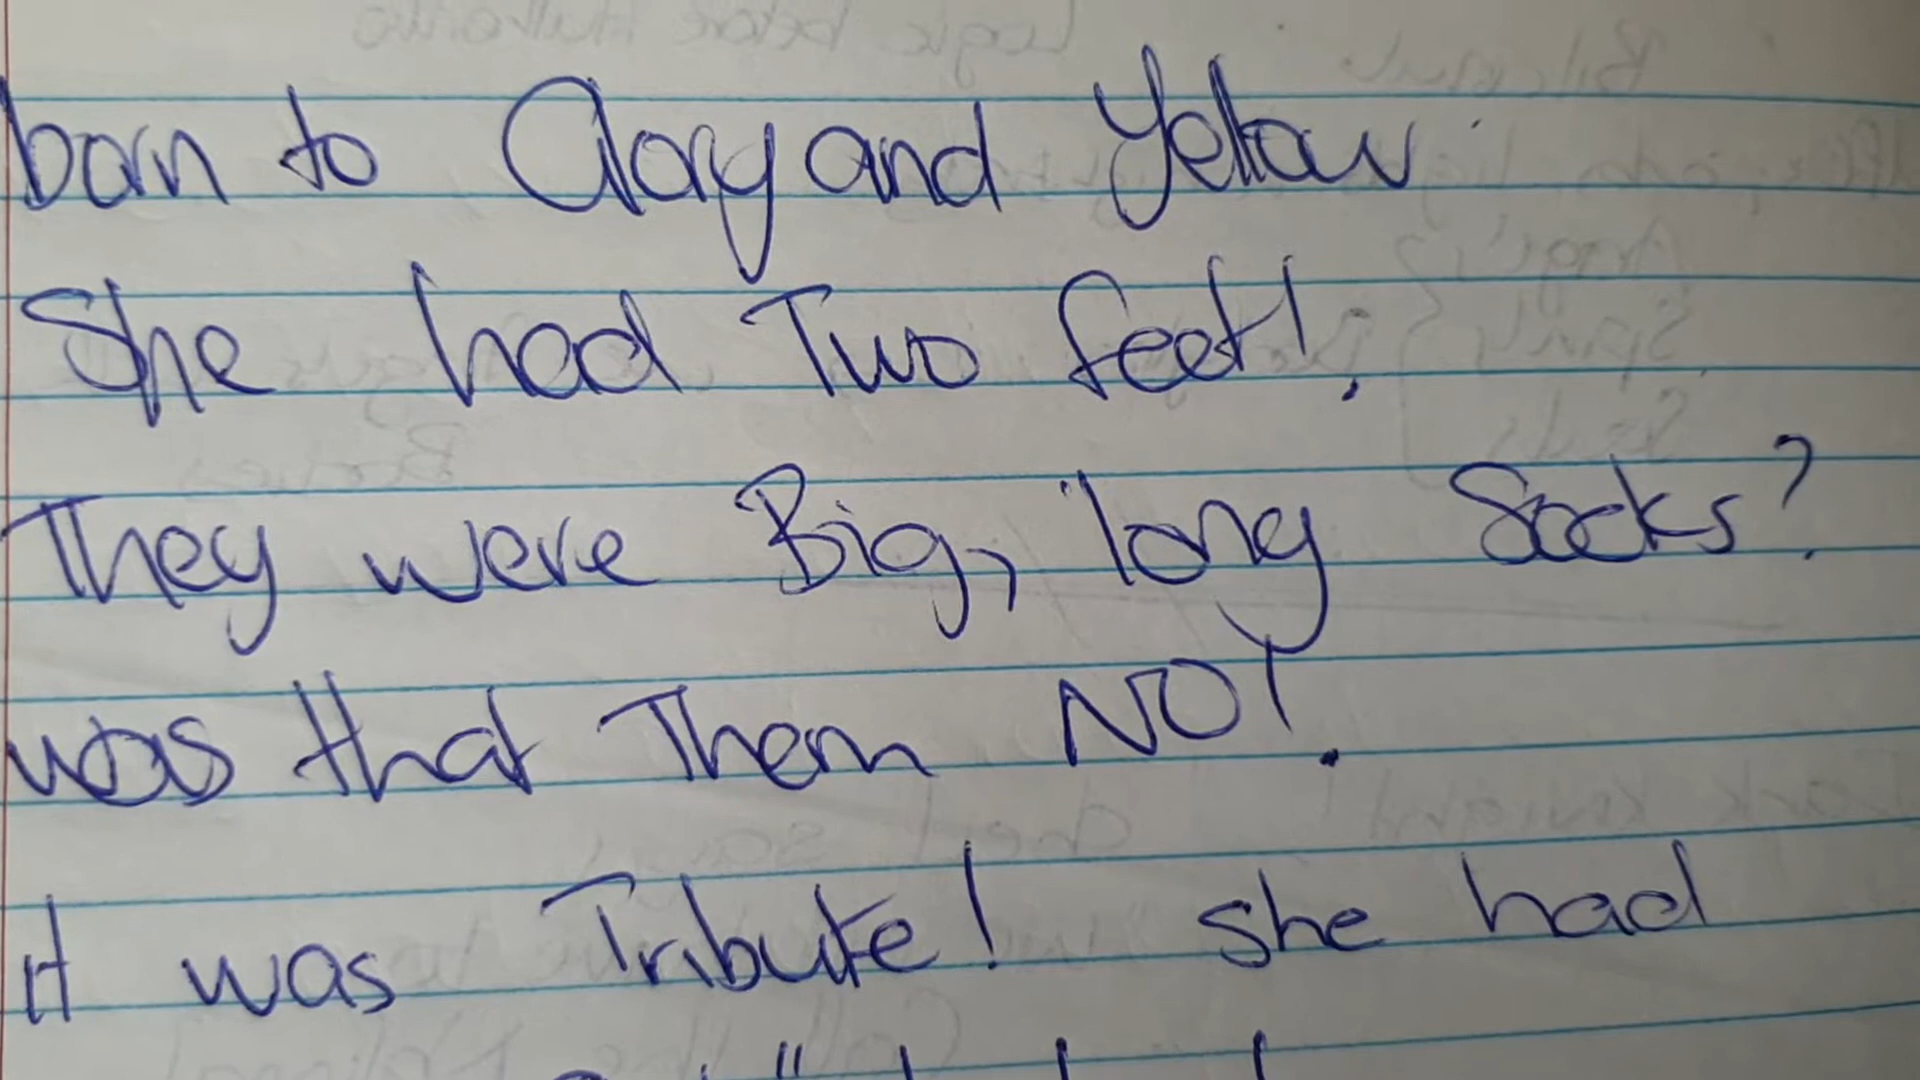 born to Glory and Yellow
She had Two feet!
They were Big, long Socks?
was that Them NO!
it was Tribute! she had